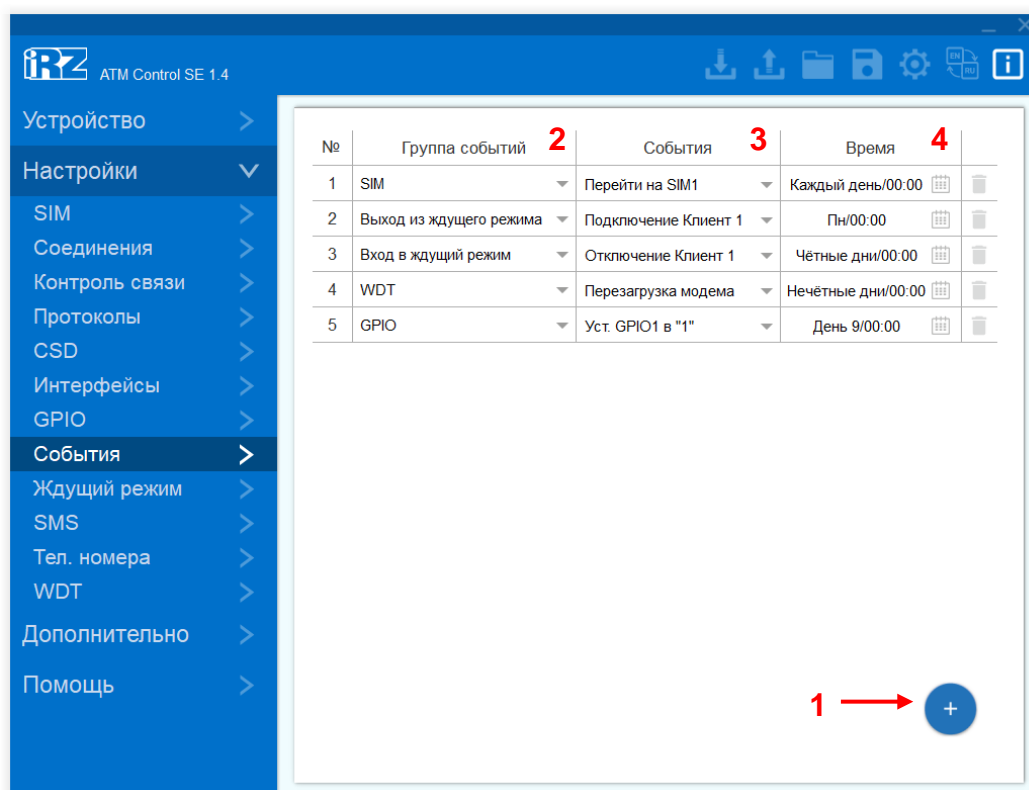 iRZ ATM Control SE 1.4
EN RU
i
Устройство
Настройки
SIM
Соединения
Контроль связи
Протоколы
CSD
Интерфейсы
GPIO
События
Ждущий режим
SMS
Тел. номера
WDT
Дополнительно
Помощь
№ Группа событий 2 События 3 Время 4
1 SIM Перейти на SIM1 Каждый день/00:00
2 Выход из ждущего режима Подключение Клиент 1 Пн/00:00
3 Вход в ждущий режим Отключение Клиент 1 Чётные дни/00:00
4 WDT Перезагрузка модема Нечётные дни/00:00
5 GPIO Уст. GPIO1 в "1" День 9/00:00
1 +